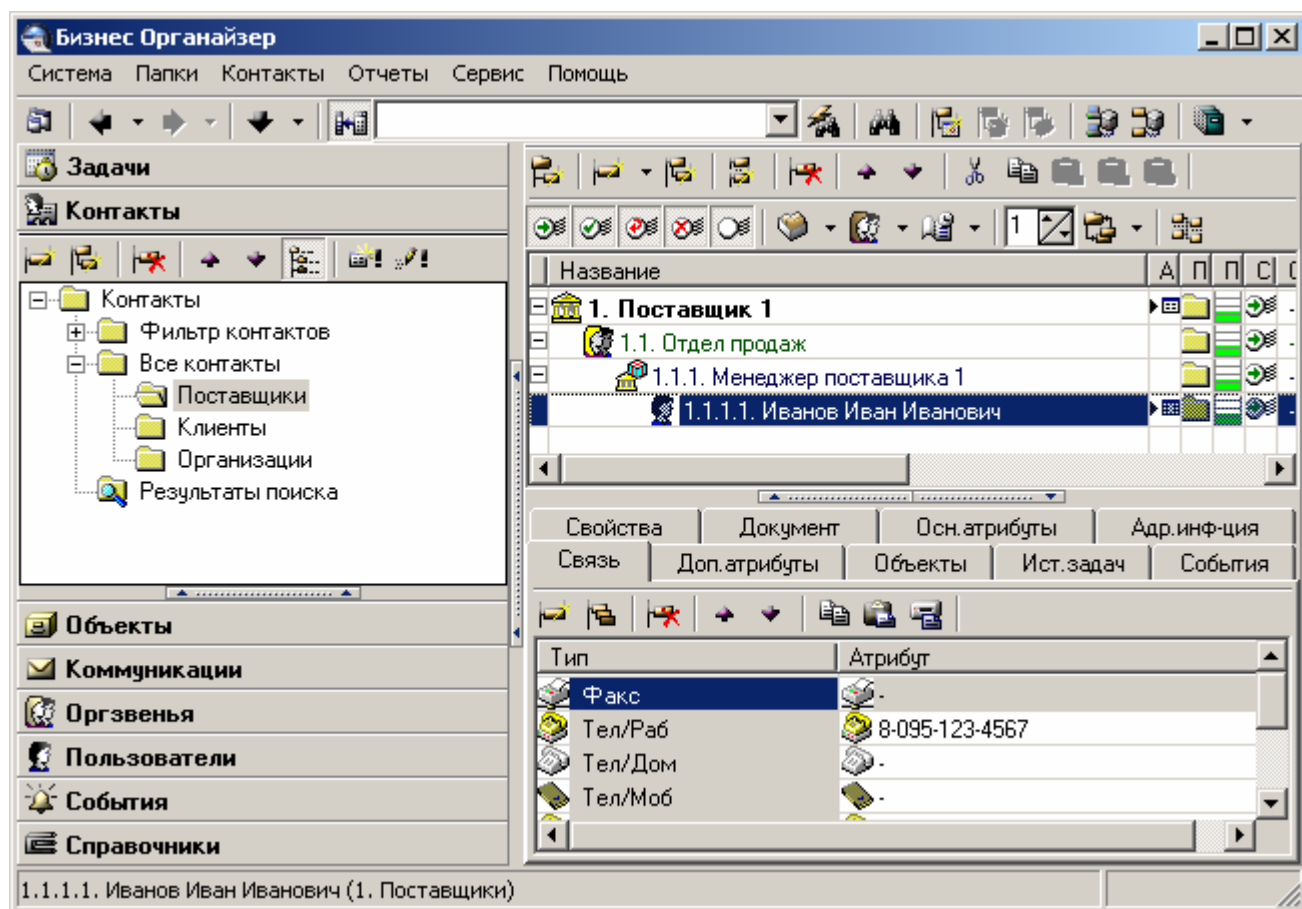 Бизнес Органайзер
Система Папки Контакты Отчеты Сервис Помощь
Задачи
Контакты
Контакты
Фильтр контактов
Все контакты
Поставщики
Клиенты
Организации
Результаты поиска
Объекты
Коммуникации
Оргзвенья
Пользователи
События
Справочники
1
Название А П П С
1. Поставщик 1
1.1. Отдел продаж
1.1.1. Менеджер поставщика 1
1.1.1.1. Иванов Иван Иванович
Свойства Документ Осн.атрибуты Адр.инф-ция
Связь Доп.атрибуты Объекты Ист.задач События
Тип Атрибут
Факс -
Тел/Раб 8-095-123-4567
Тел/Дом -
Тел/Моб -
1.1.1.1. Иванов Иван Иванович (1. Поставщики)